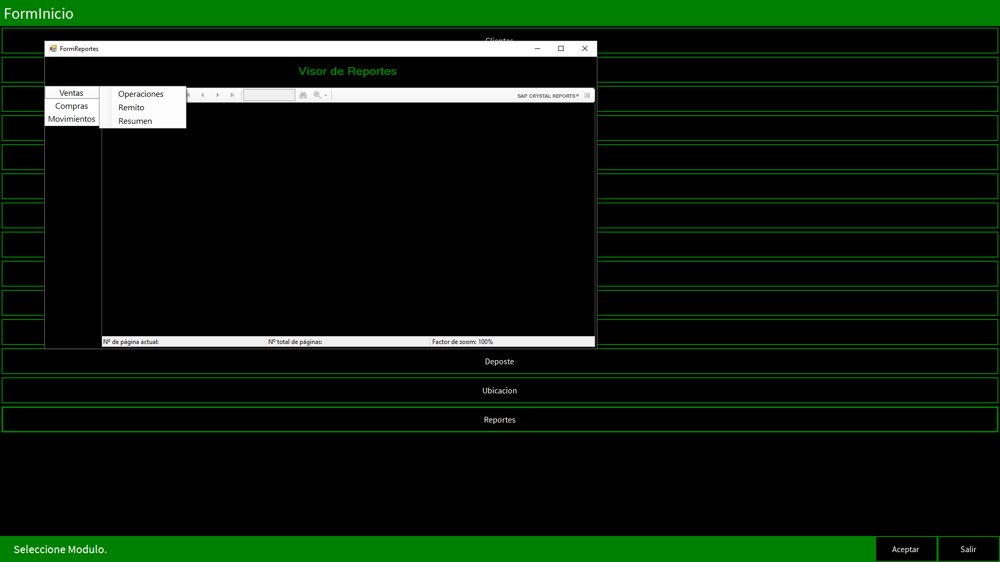 FormInicio
Clientes
FormReportes
Visor de Reportes
Ventas
Compras
Movimientos
Operaciones
Remito
Resumen
SAP CRYSTAL REPORTS®
Nº de página actual:
Nº total de páginas:
Factor de zoom: 100%
Deposte
Ubicacion
Reportes
Seleccione Modulo.
Aceptar
Salir